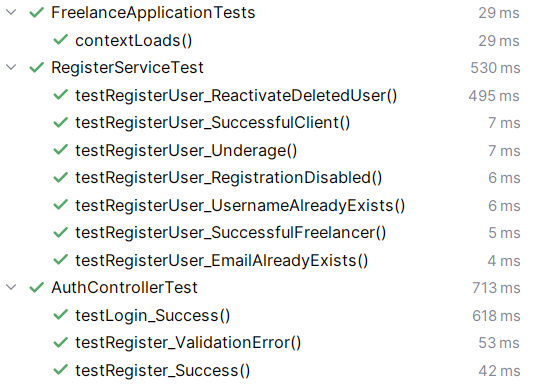 FreelanceApplicationTests 29 ms
contextLoads() 29 ms
RegisterServiceTest 530 ms
testRegisterUser_ReactivateDeletedUser() 495 ms
testRegisterUser_SuccessfulClient() 7 ms
testRegisterUser_Underage() 7 ms
testRegisterUser_RegistrationDisabled() 6 ms
testRegisterUser_UsernameAlreadyExists() 6 ms
testRegisterUser_SuccessfulFreelancer() 5 ms
testRegisterUser_EmailAlreadyExists() 4 ms
AuthControllerTest 713 ms
testLogin_Success() 618 ms
testRegister_ValidationError() 53 ms
testRegister_Success() 42 ms